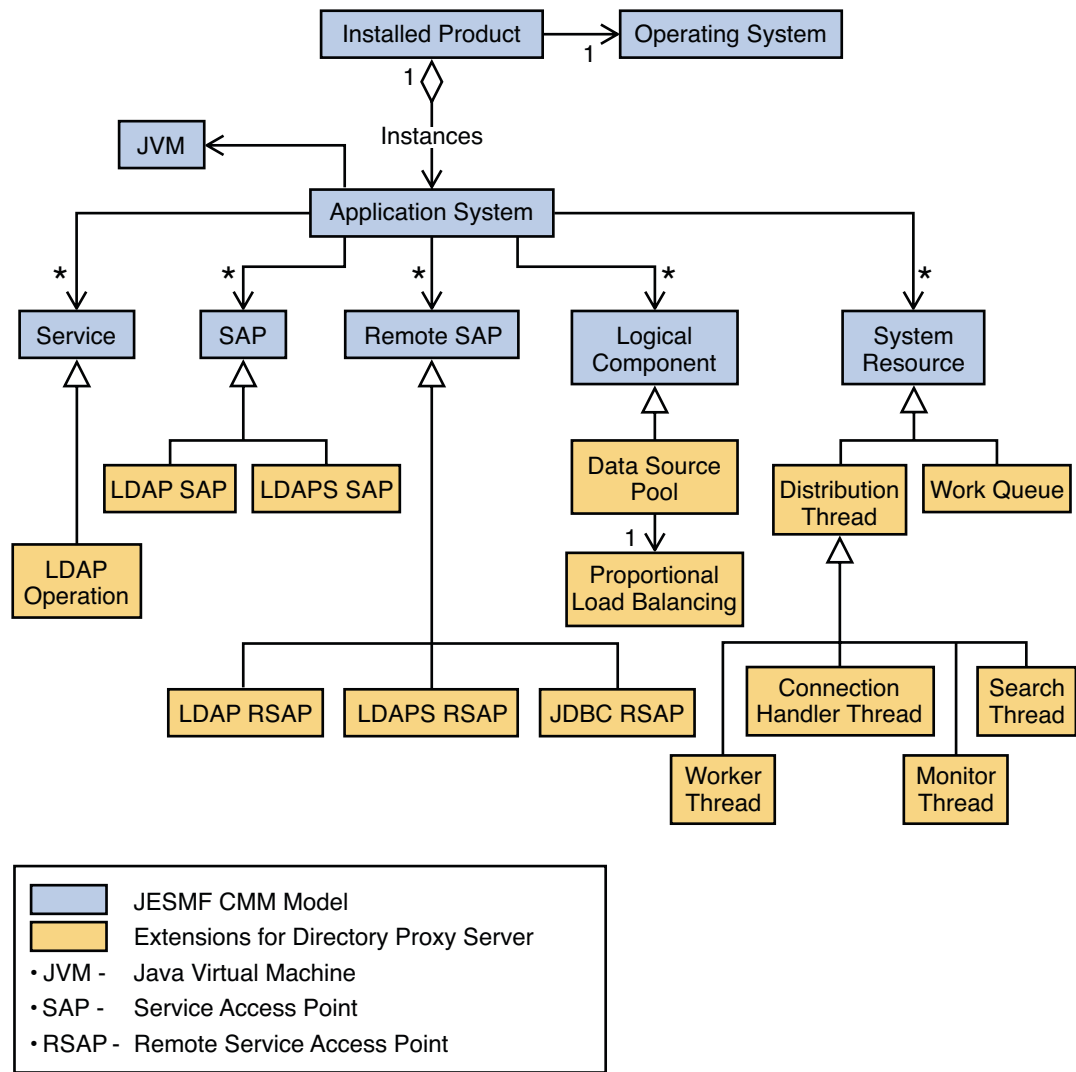 Installed Product
Operating System
1
1
Instances
JVM
Application System
*
*
*
*
*
Service
SAP
Remote SAP
Logical
Component
System
Resource
LDAP SAP
LDAPS SAP
Data Source
Pool
Distribution
Thread
Work Queue
1
LDAP
Operation
Proportional
Load Balancing
LDAP RSAP
LDAPS RSAP
JDBC RSAP
Connection
Handler Thread
Search
Thread
Worker
Thread
Monitor
Thread
JESMF CMM Model
Extensions for Directory Proxy Server
• JVM - Java Virtual Machine
• SAP - Service Access Point
• RSAP - Remote Service Access Point